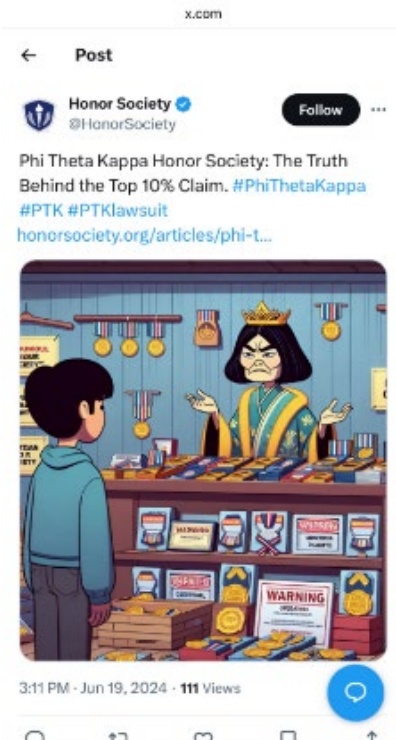 x.com
Post
Honor Society
@HonorSociety
Follow
Phi Theta Kappa Honor Society: The Truth
Behind the Top 10% Claim. #PhiThetaKappa
#PTK #PTKlawsuit
honorsociety.org/articles/phi-t...
WARNING
WARNING
3:11 PM · Jun 19, 2024 · 111 Views